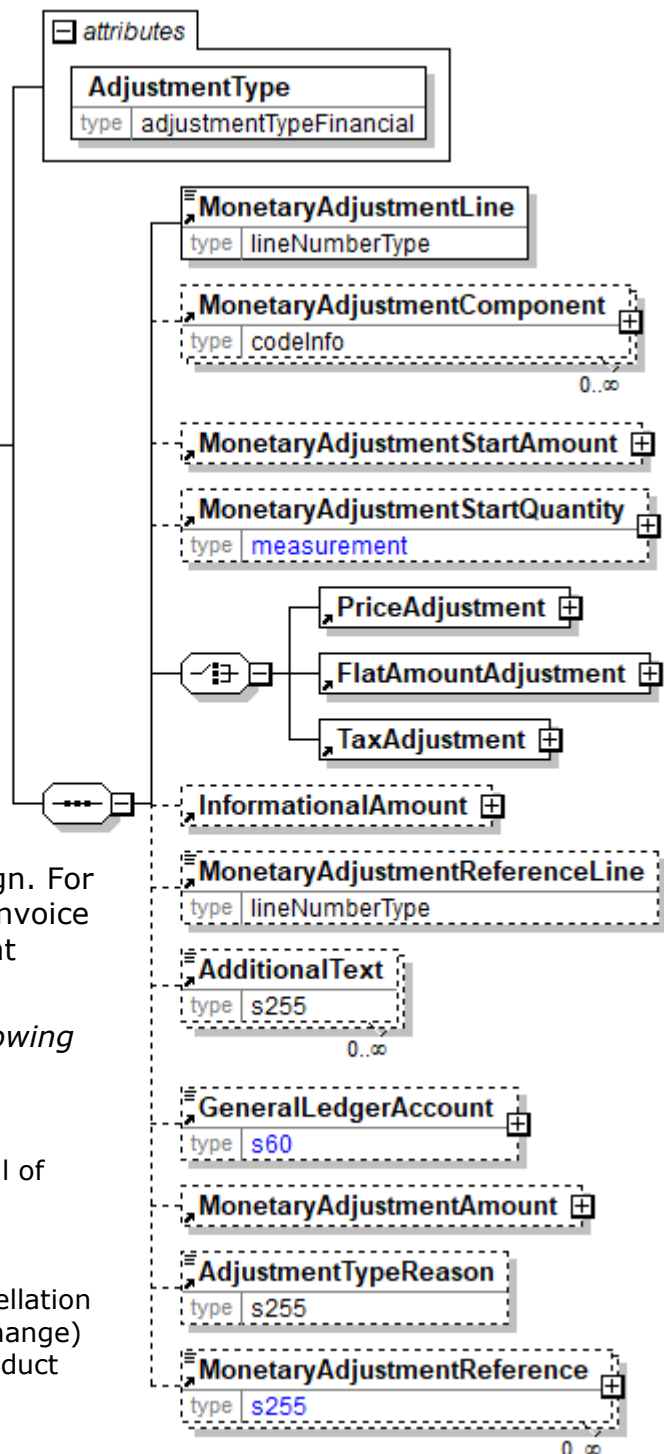 attributes
AdjustmentType
type adjustmentTypeFinancial
MonetaryAdjustmentLine
type lineNumberType
MonetaryAdjustmentComponent
type codeInfo
0..∞
MonetaryAdjustmentStartAmount
MonetaryAdjustmentStartQuantity
type measurement
PriceAdjustment
FlatAmountAdjustment
TaxAdjustment
InformationalAmount
MonetaryAdjustmentReferenceLine
type lineNumberType
AdditionalText
type s255
0..∞
GeneralLedgerAccount
type s60
MonetaryAdjustmentAmount
AdjustmentTypeReason
type s255
MonetaryAdjustmentReference
type s255
0..∞
gn. For
nvoice
nt
owing
l of
ellation
hange)
duct